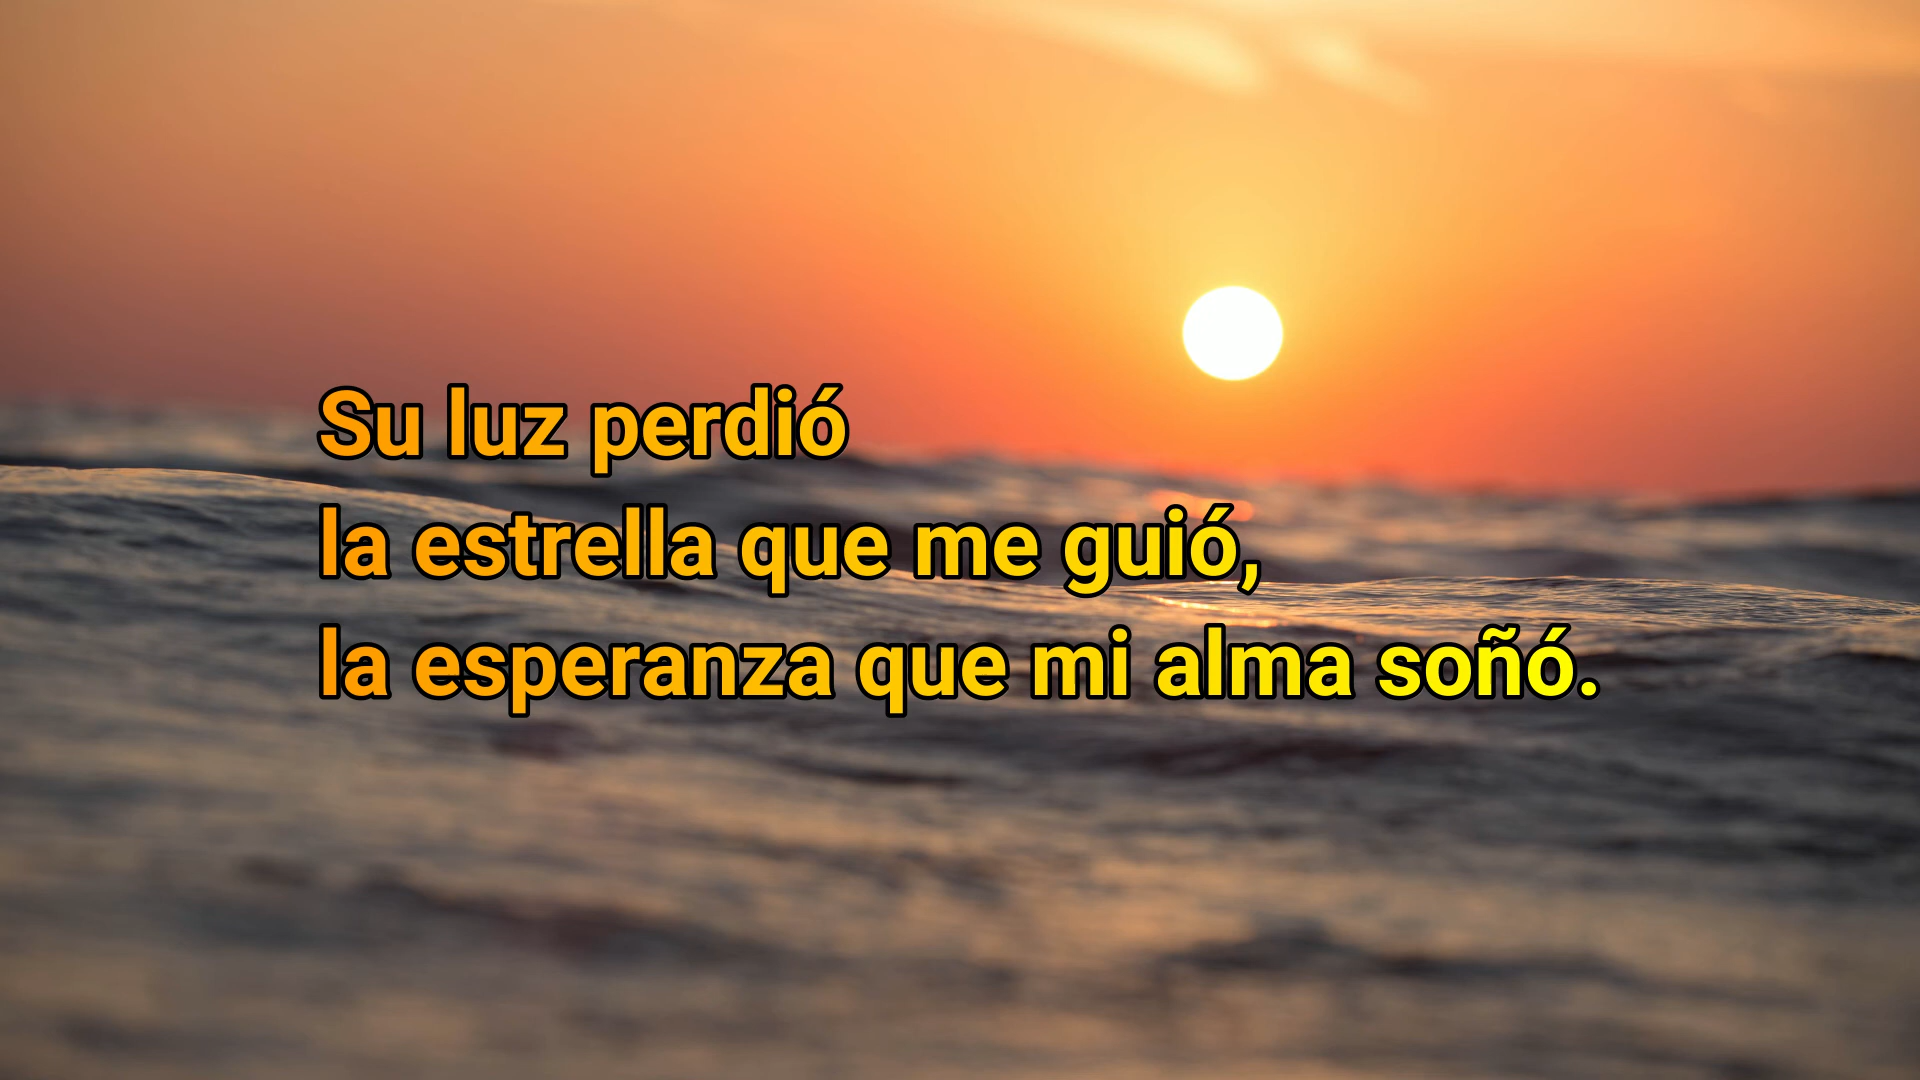 Su luz perdió
la estrella que me guió,
la esperanza que mi alma soñó.